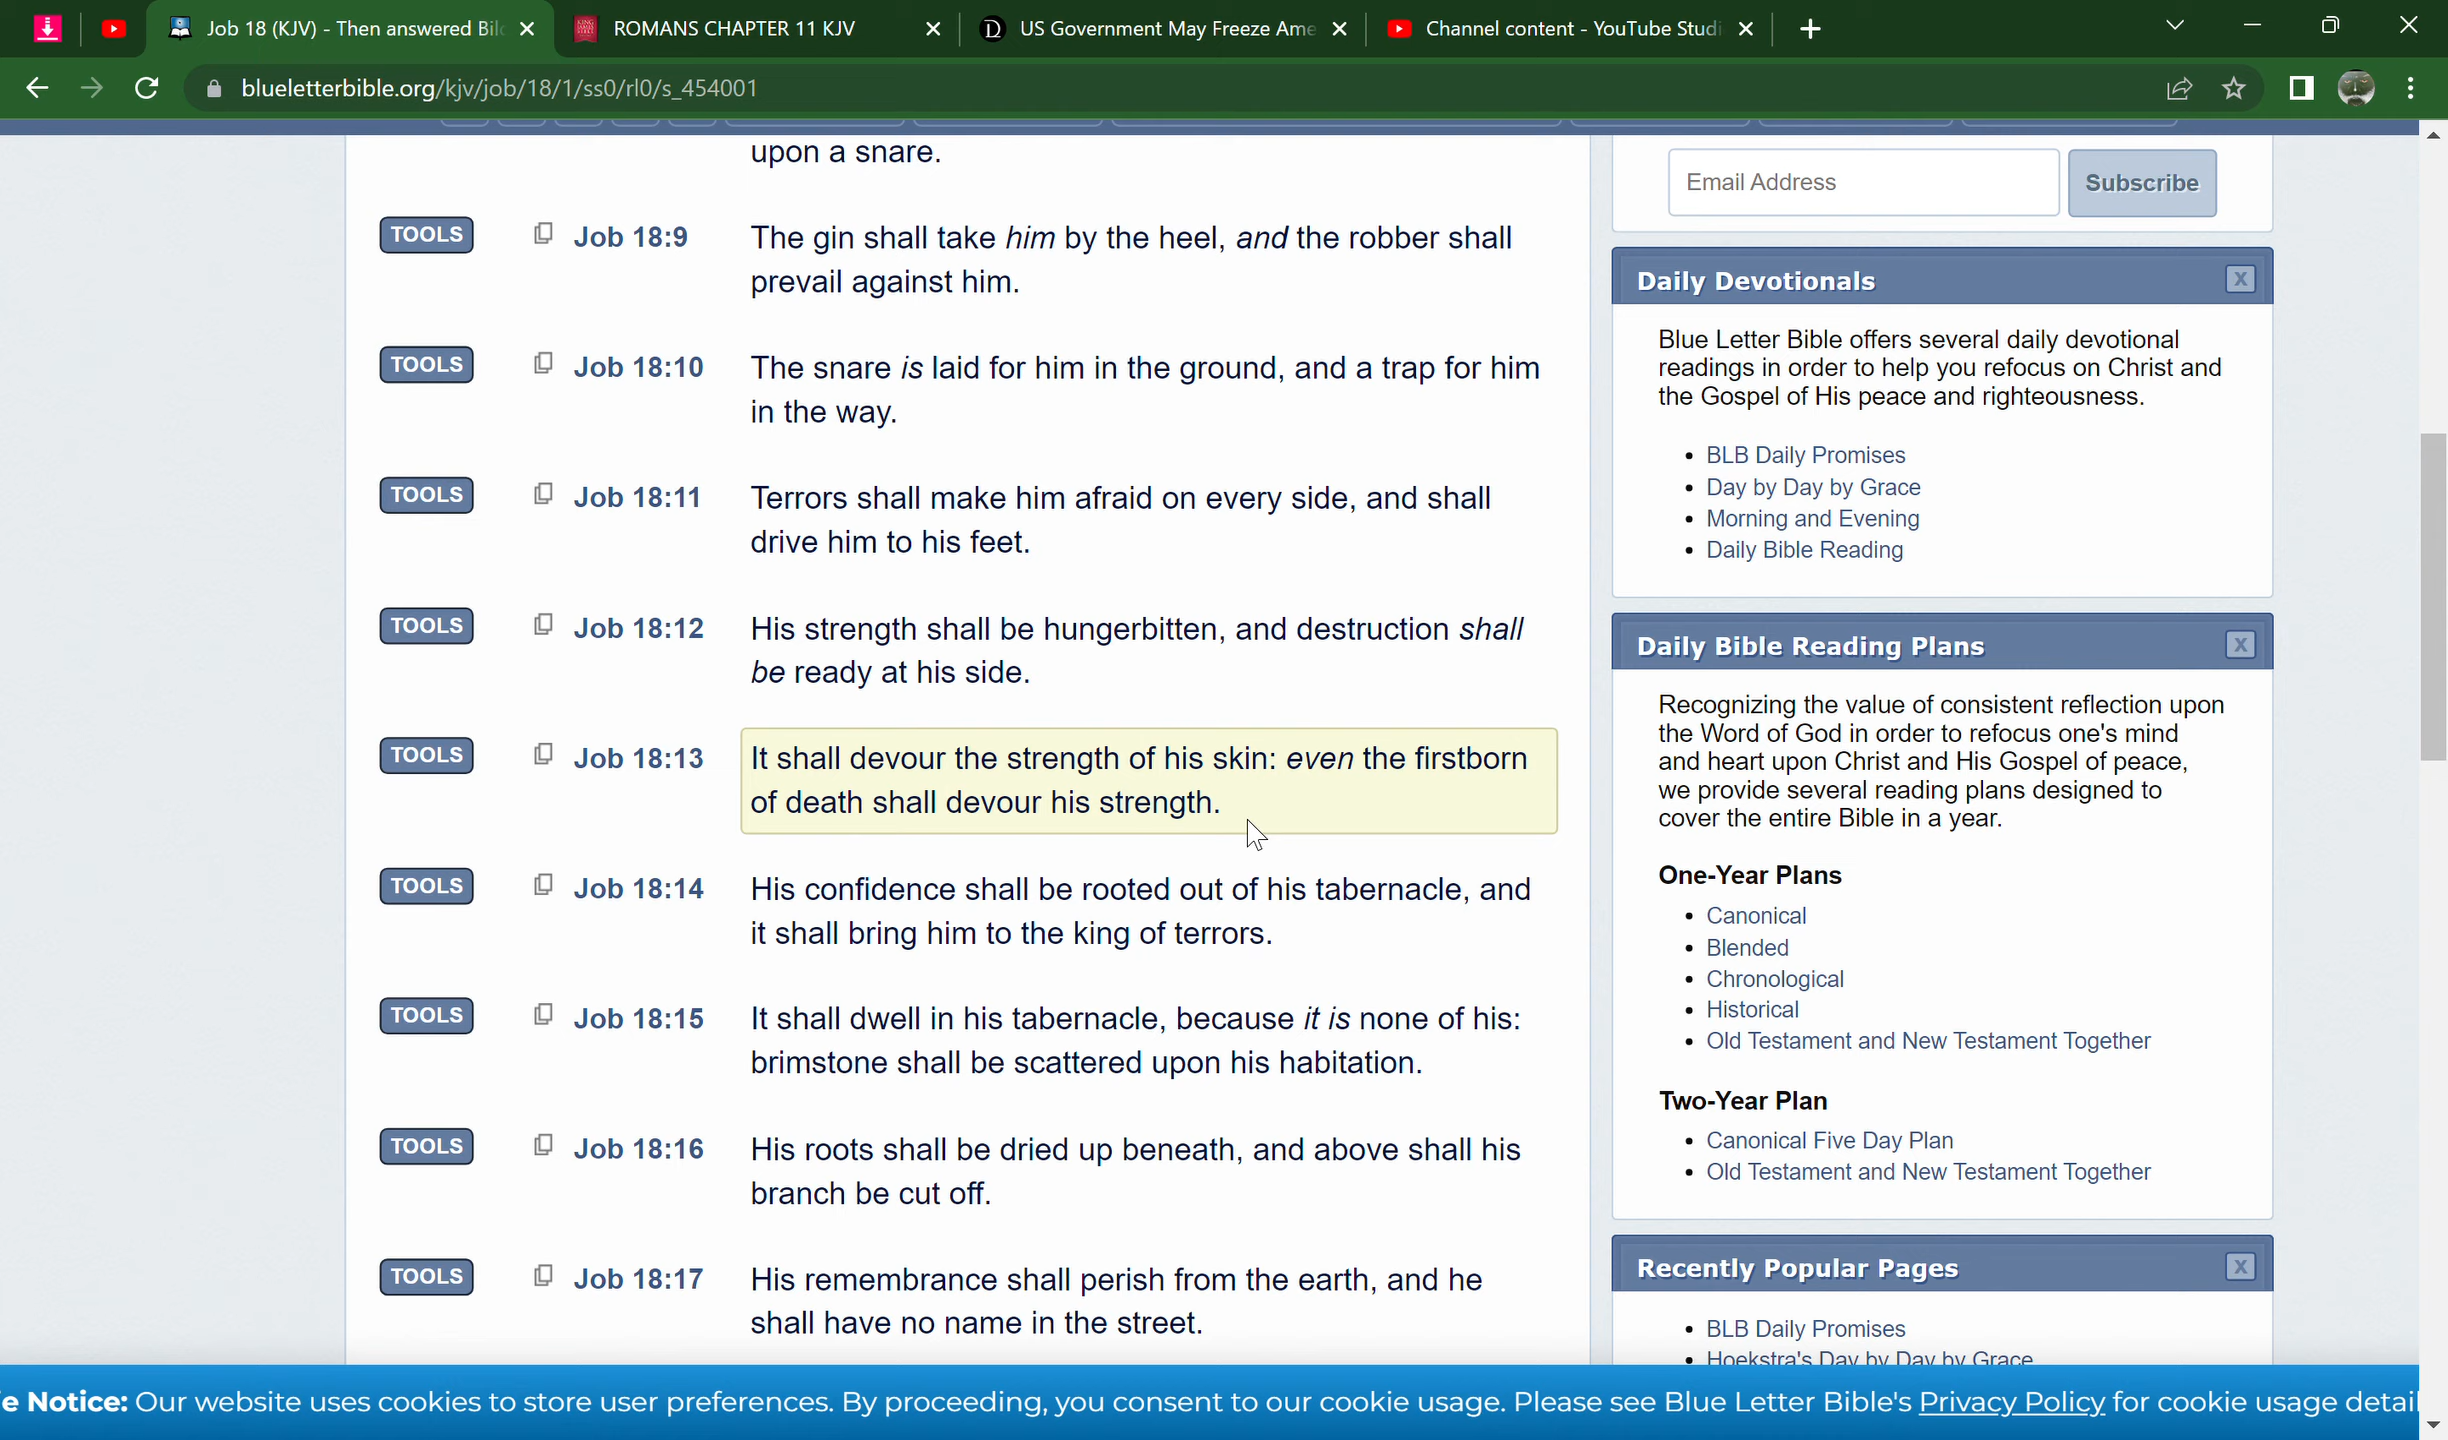 Job 18 (KJV) - Then answered Bil
ROMANS CHAPTER 11 KJV
US Government May Freeze Ame
Channel content - YouTube Studi
blueletterbible.org/kjv/job/18/1/ss0/rl0/s_454001
upon a snare.
TOOLS Job 18:9 The gin shall take him by the heel, and the robber shall
prevail against him.
TOOLS Job 18:10 The snare is laid for him in the ground, and a trap for him
in the way.
TOOLS Job 18:11 Terrors shall make him afraid on every side, and shall
drive him to his feet.
TOOLS Job 18:12 His strength shall be hungerbitten, and destruction shall
be ready at his side.
TOOLS Job 18:13 It shall devour the strength of his skin: even the firstborn
of death shall devour his strength.
TOOLS Job 18:14 His confidence shall be rooted out of his tabernacle, and
it shall bring him to the king of terrors.
TOOLS Job 18:15 It shall dwell in his tabernacle, because it is none of his:
brimstone shall be scattered upon his habitation.
TOOLS Job 18:16 His roots shall be dried up beneath, and above shall his
branch be cut off.
TOOLS Job 18:17 His remembrance shall perish from the earth, and he
shall have no name in the street.
Email Address Subscribe
Daily Devotionals X
Blue Letter Bible offers several daily devotional
readings in order to help you refocus on Christ and
the Gospel of His peace and righteousness.
• BLB Daily Promises
• Day by Day by Grace
• Morning and Evening
• Daily Bible Reading
Daily Bible Reading Plans X
Recognizing the value of consistent reflection upon
the Word of God in order to refocus one's mind
and heart upon Christ and His Gospel of peace,
we provide several reading plans designed to
cover the entire Bible in a year.
One-Year Plans
• Canonical
• Blended
• Chronological
• Historical
• Old Testament and New Testament Together
Two-Year Plan
• Canonical Five Day Plan
• Old Testament and New Testament Together
Recently Popular Pages X
• BLB Daily Promises
• Hoekstra's Day by Day by Grace
e Notice: Our website uses cookies to store user preferences. By proceeding, you consent to our cookie usage. Please see Blue Letter Bible's Privacy Policy for cookie usage detail